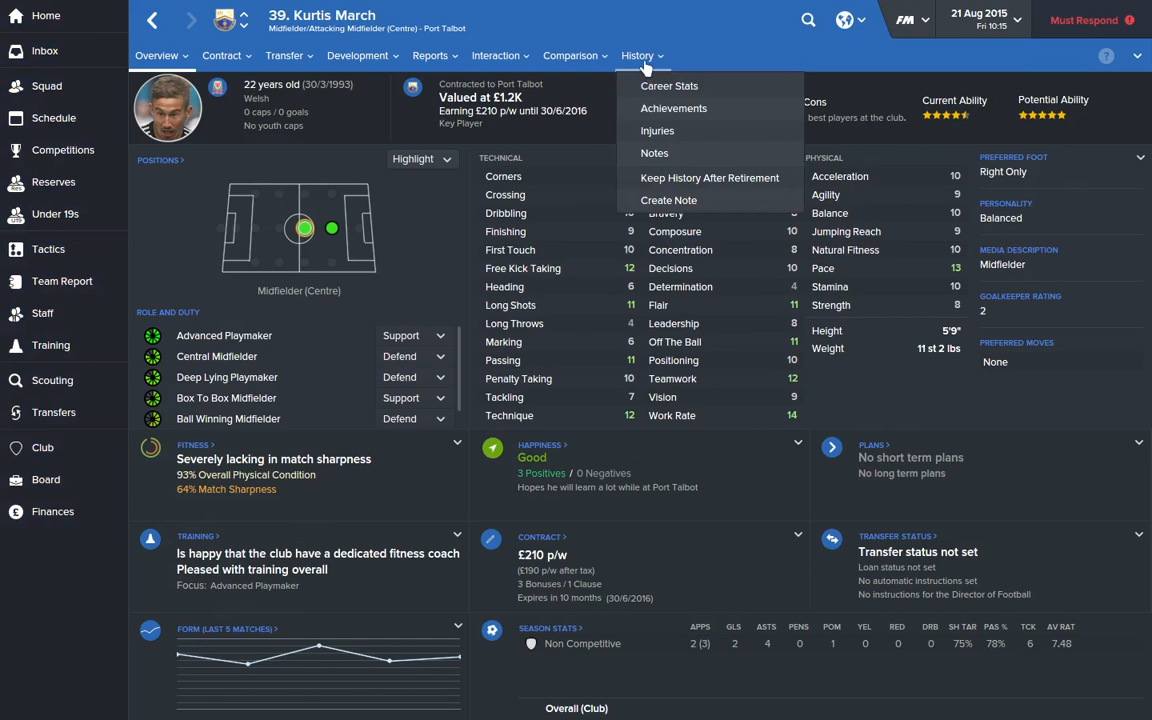 Home
Inbox
Squad
Schedule
Competitions
Res
Reserves
U19s
Under 19s
Tactics
Team Report
Staff
Training
Scouting
Transfers
Club
Board
Finances
39. Kurtis March
Midfielder/Attacking Midfielder (Centre) - Port Talbot
FM
21 Aug 2015
Fri 10:15
Must Respond
Overview
Contract
Transfer
Development
Reports
Interaction
Comparison
History
?
22 years old (30/3/1993)
Welsh
0 caps / 0 goals
No youth caps
Contracted to Port Talbot
Valued at £1.2K
Earning £210 p/w until 30/6/2016
Key Player
Career Stats
Achievements
Injuries
Notes
Keep History After Retirement
Create Note
Cons
best players at the club.
Current Ability
Potential Ability
POSITIONS >
Highlight
Midfielder (Centre)
ROLE AND DUTY
Advanced Playmaker Support
Central Midfielder Defend
Deep Lying Playmaker Defend
Box To Box Midfielder Support
Ball Winning Midfielder Defend
TECHNICAL
Corners
Crossing
Dribbling
Finishing 9
First Touch 10
Free Kick Taking 12
Heading 6
Long Shots 11
Long Throws 4
Marking 6
Passing 11
Penalty Taking 10
Tackling 7
Technique 12
Bravery
Composure 10
Concentration 8
Decisions 10
Determination 4
Flair 11
Leadership 8
Off The Ball 11
Positioning 10
Teamwork 12
Vision 9
Work Rate 14
PHYSICAL
Acceleration 10
Agility 9
Balance 10
Jumping Reach 9
Natural Fitness 10
Pace 13
Stamina 10
Strength 8
Height 5'9"
Weight 11 st 2 lbs
PREFERRED FOOT
Right Only
PERSONALITY
Balanced
MEDIA DESCRIPTION
Midfielder
GOALKEEPER RATING
2
PREFERRED MOVES
None
FITNESS >
Severely lacking in match sharpness
93% Overall Physical Condition
64% Match Sharpness
HAPPINESS >
Good
3 Positives / 0 Negatives
Hopes he will learn a lot while at Port Talbot
PLANS >
No short term plans
No long term plans
TRAINING >
Is happy that the club have a dedicated fitness coach
Pleased with training overall
Focus: Advanced Playmaker
CONTRACT >
£210 p/w
(£190 p/w after tax)
3 Bonuses / 1 Clause
Expires in 10 months (30/6/2016)
TRANSFER STATUS >
Transfer status not set
Loan status not set
No automatic instructions set
No instructions for the Director of Football
FORM (LAST 5 MATCHES) >
SEASON STATS >
APPS GLS ASTS PENS POM YEL RED DRB SH TAR PAS % TCK AV RAT
Non Competitive 2 (3) 2 4 0 1 0 0 0 75% 78% 6 7.48
Overall (Club)